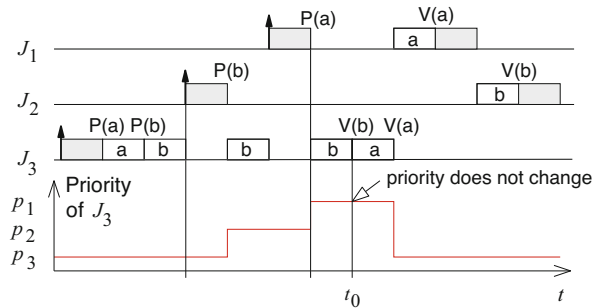 P(a) V(a)
J1 a
P(b) V(b)
J2 b
P(a) P(b) V(b) V(a)
J3 a b b b a
Priority of J3
priority does not change
p1
p2
p3
t0 t